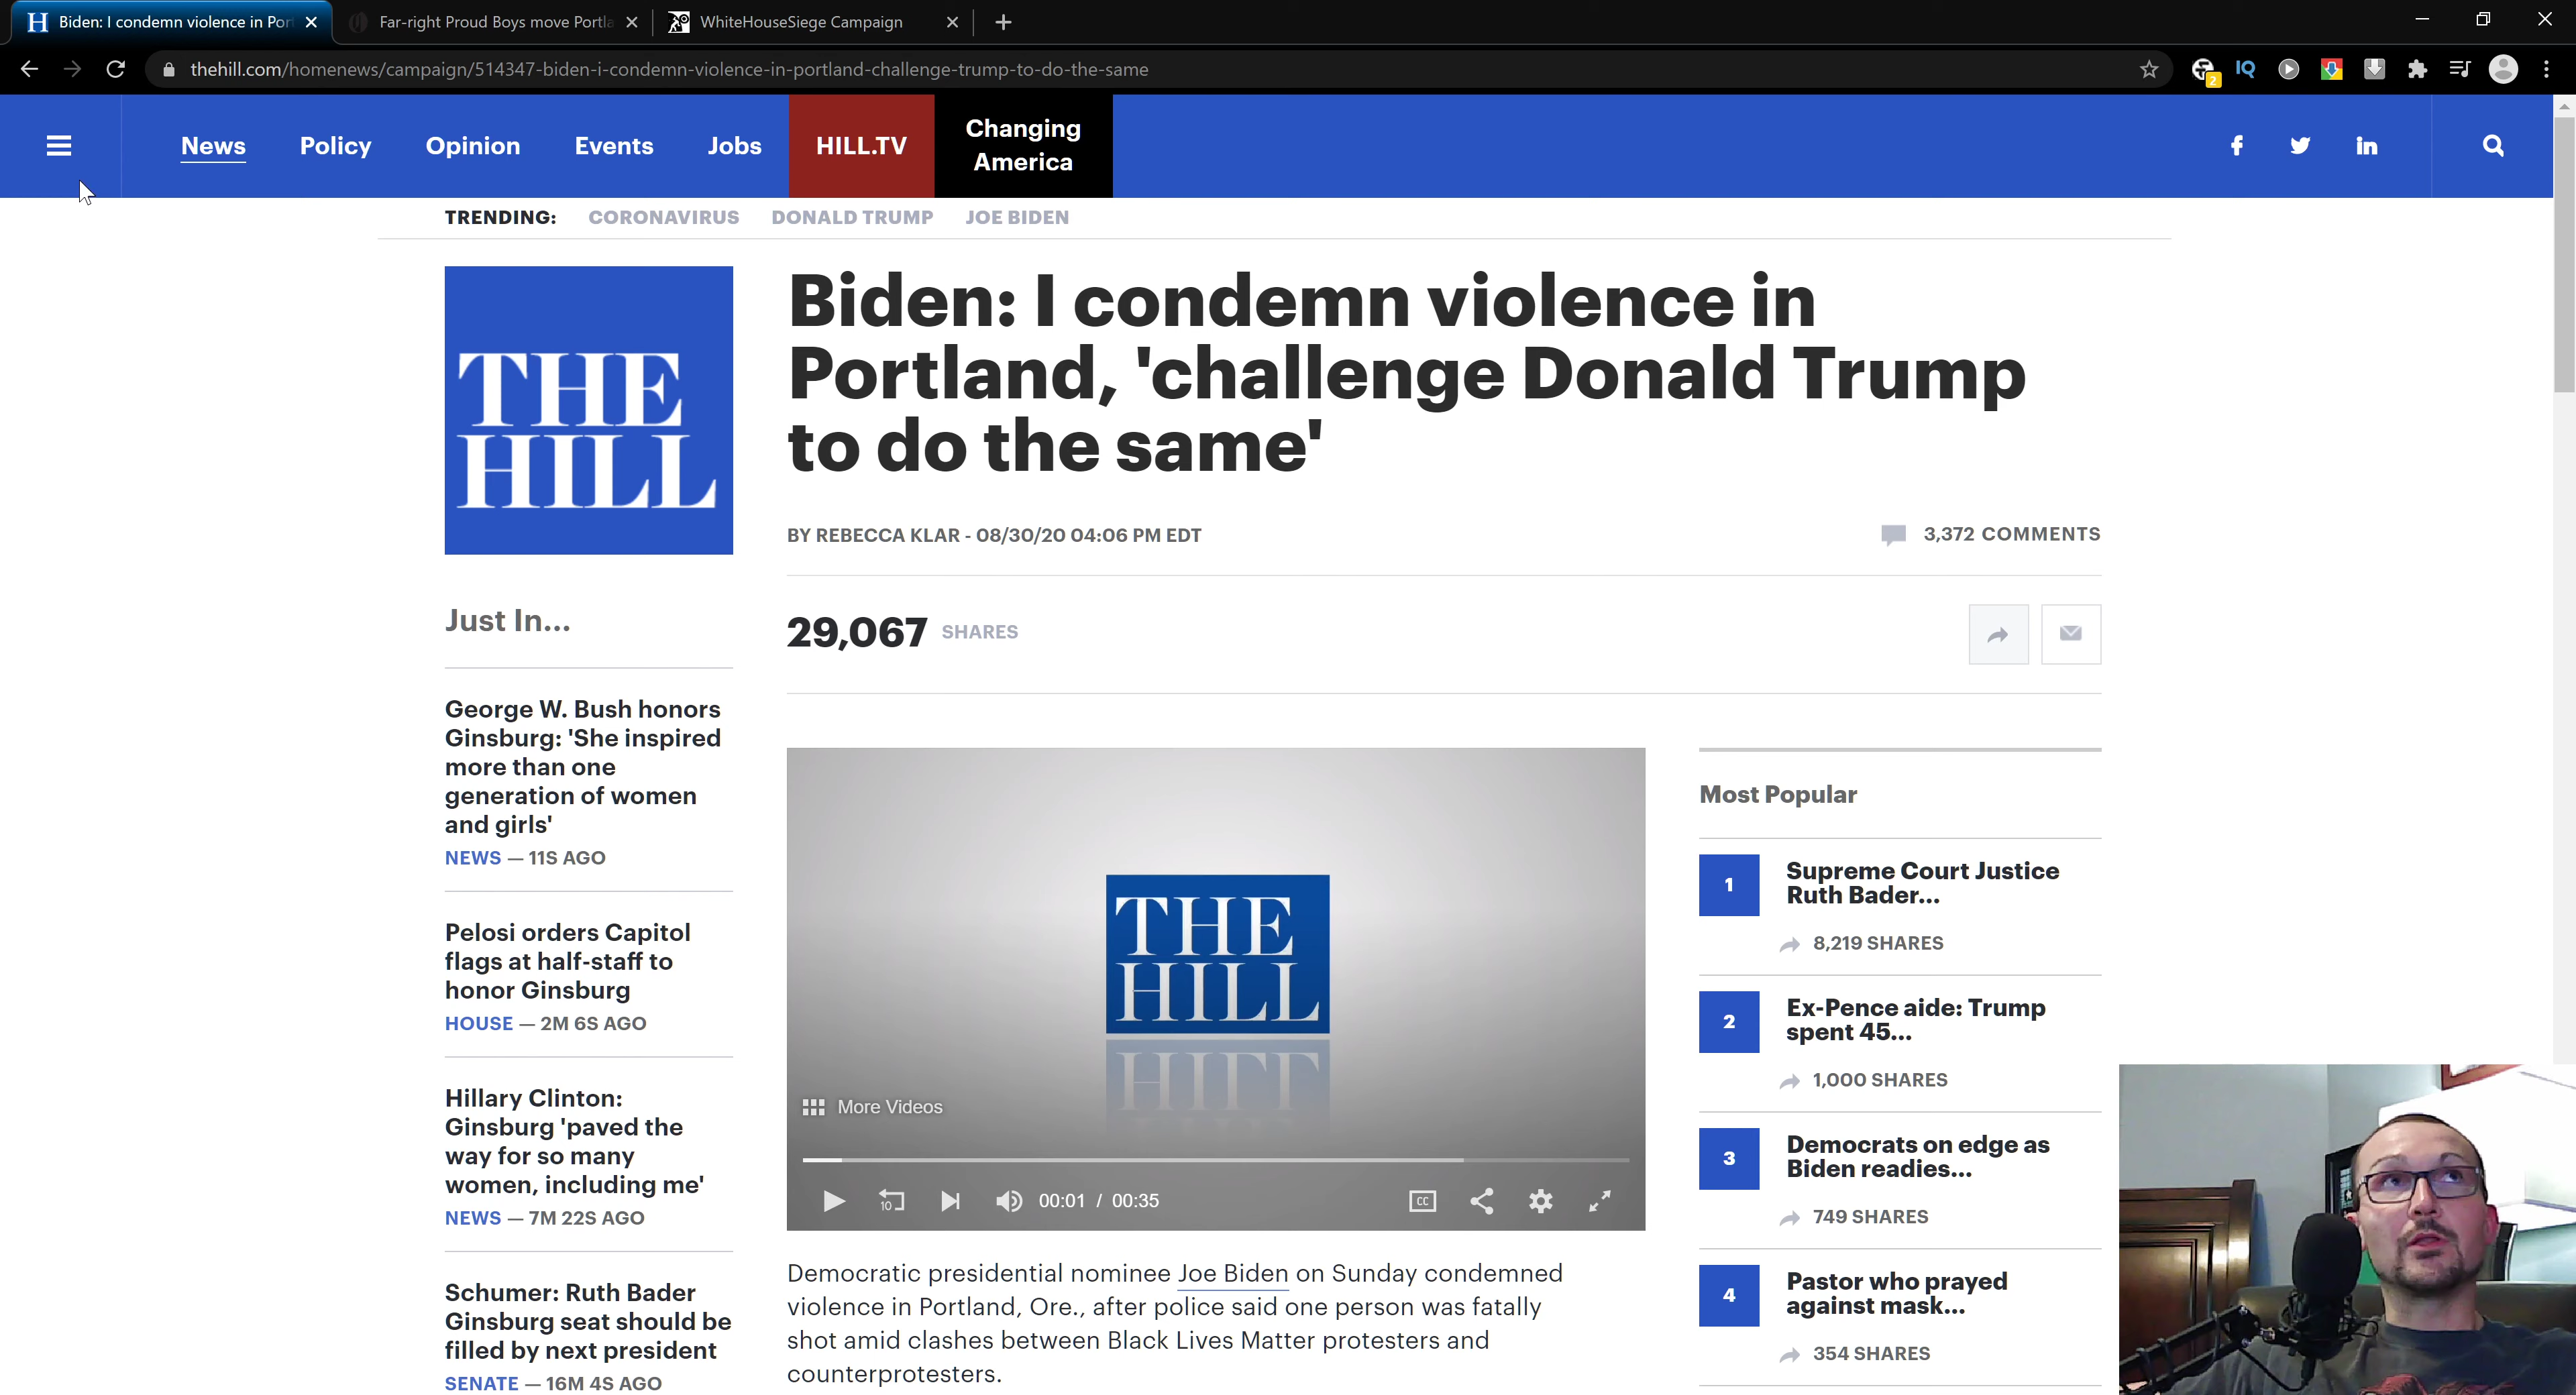 Biden: I condemn violence in Por
Far-right Proud Boys move Portla
WhiteHouseSiege Campaign
thehill.com/homenews/campaign/514347-biden-i-condemn-violence-in-portland-challenge-trump-to-do-the-same
2
IQ
News
Policy
Opinion
Events
Jobs
HILL.TV
Changing
America
TRENDING:
CORONAVIRUS
DONALD TRUMP
JOE BIDEN
THE
HILL
Biden: I condemn violence in
Portland, 'challenge Donald Trump
to do the same'
BY REBECCA KLAR - 08/30/20 04:06 PM EDT
3,372 COMMENTS
29,067 SHARES
Just In...
George W. Bush honors
Ginsburg: 'She inspired
more than one
generation of women
and girls'
NEWS — 11S AGO
Pelosi orders Capitol
flags at half-staff to
honor Ginsburg
HOUSE — 2M 6S AGO
Hillary Clinton:
Ginsburg 'paved the
way for so many
women, including me'
NEWS — 7M 22S AGO
Schumer: Ruth Bader
Ginsburg seat should be
filled by next president
SENATE — 16M 4S AGO
THE
HILL
More Videos
10
00:01 / 00:35
CC
Democratic presidential nominee Joe Biden on Sunday condemned
violence in Portland, Ore., after police said one person was fatally
shot amid clashes between Black Lives Matter protesters and
counterprotesters.
Most Popular
1
Supreme Court Justice
Ruth Bader...
8,219 SHARES
2
Ex-Pence aide: Trump
spent 45...
1,000 SHARES
3
Democrats on edge as
Biden readies...
749 SHARES
4
Pastor who prayed
against mask...
354 SHARES